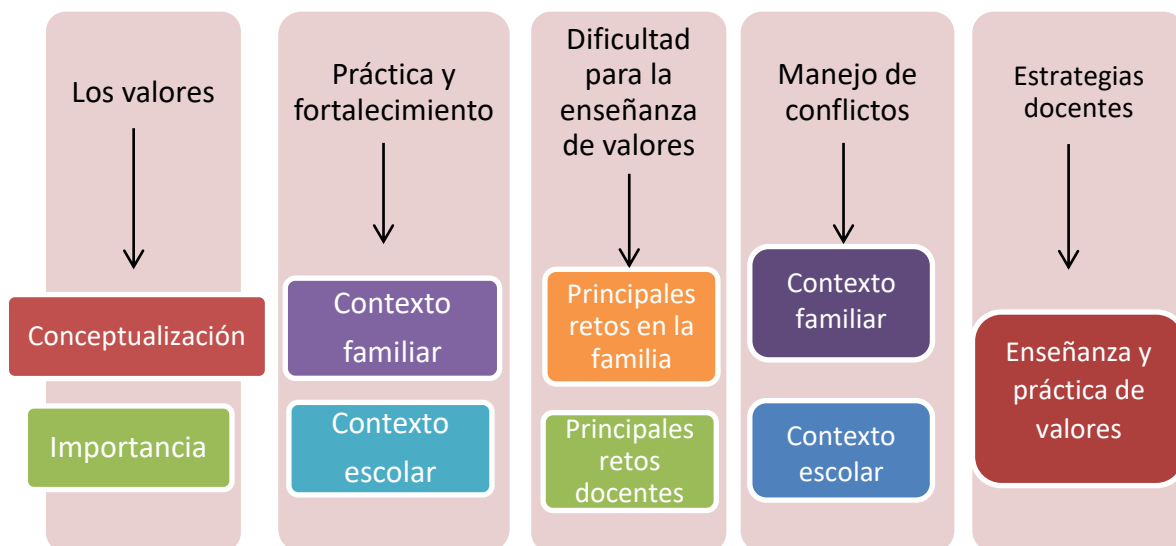 Los valores
Conceptualización
Importancia
Práctica y
fortalecimiento
Contexto
familiar
Contexto
escolar
Dificultad
para la
enseñanza
de valores
Principales
retos en la
familia
Principales
retos
docentes
Manejo de
conflictos
Contexto
familiar
Contexto
escolar
Estrategias
docentes
Enseñanza y
práctica de
valores